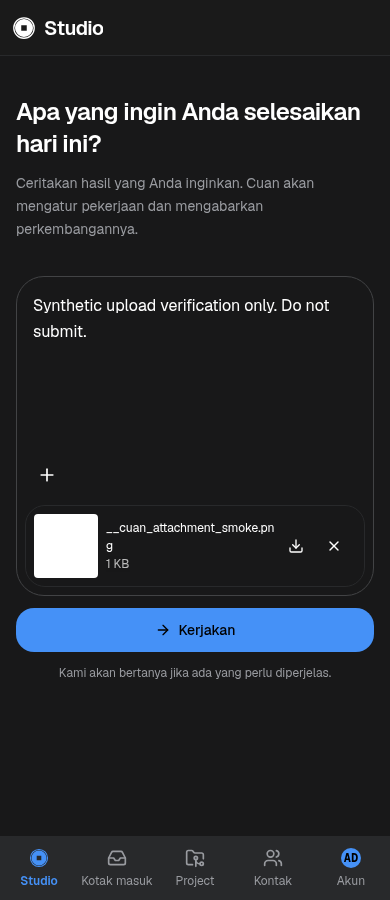 Studio
Apa yang ingin Anda selesaikan
hari ini?
Ceritakan hasil yang Anda inginkan. Cuan akan
mengatur pekerjaan dan mengabarkan
perkembangannya.
Synthetic upload verification only. Do not
submit.
__cuan_attachment_smoke.pn
g
1 KB
Kerjakan
Kami akan bertanya jika ada yang perlu diperjelas.
AD
Studio
Kotak masuk
Project
Kontak
Akun